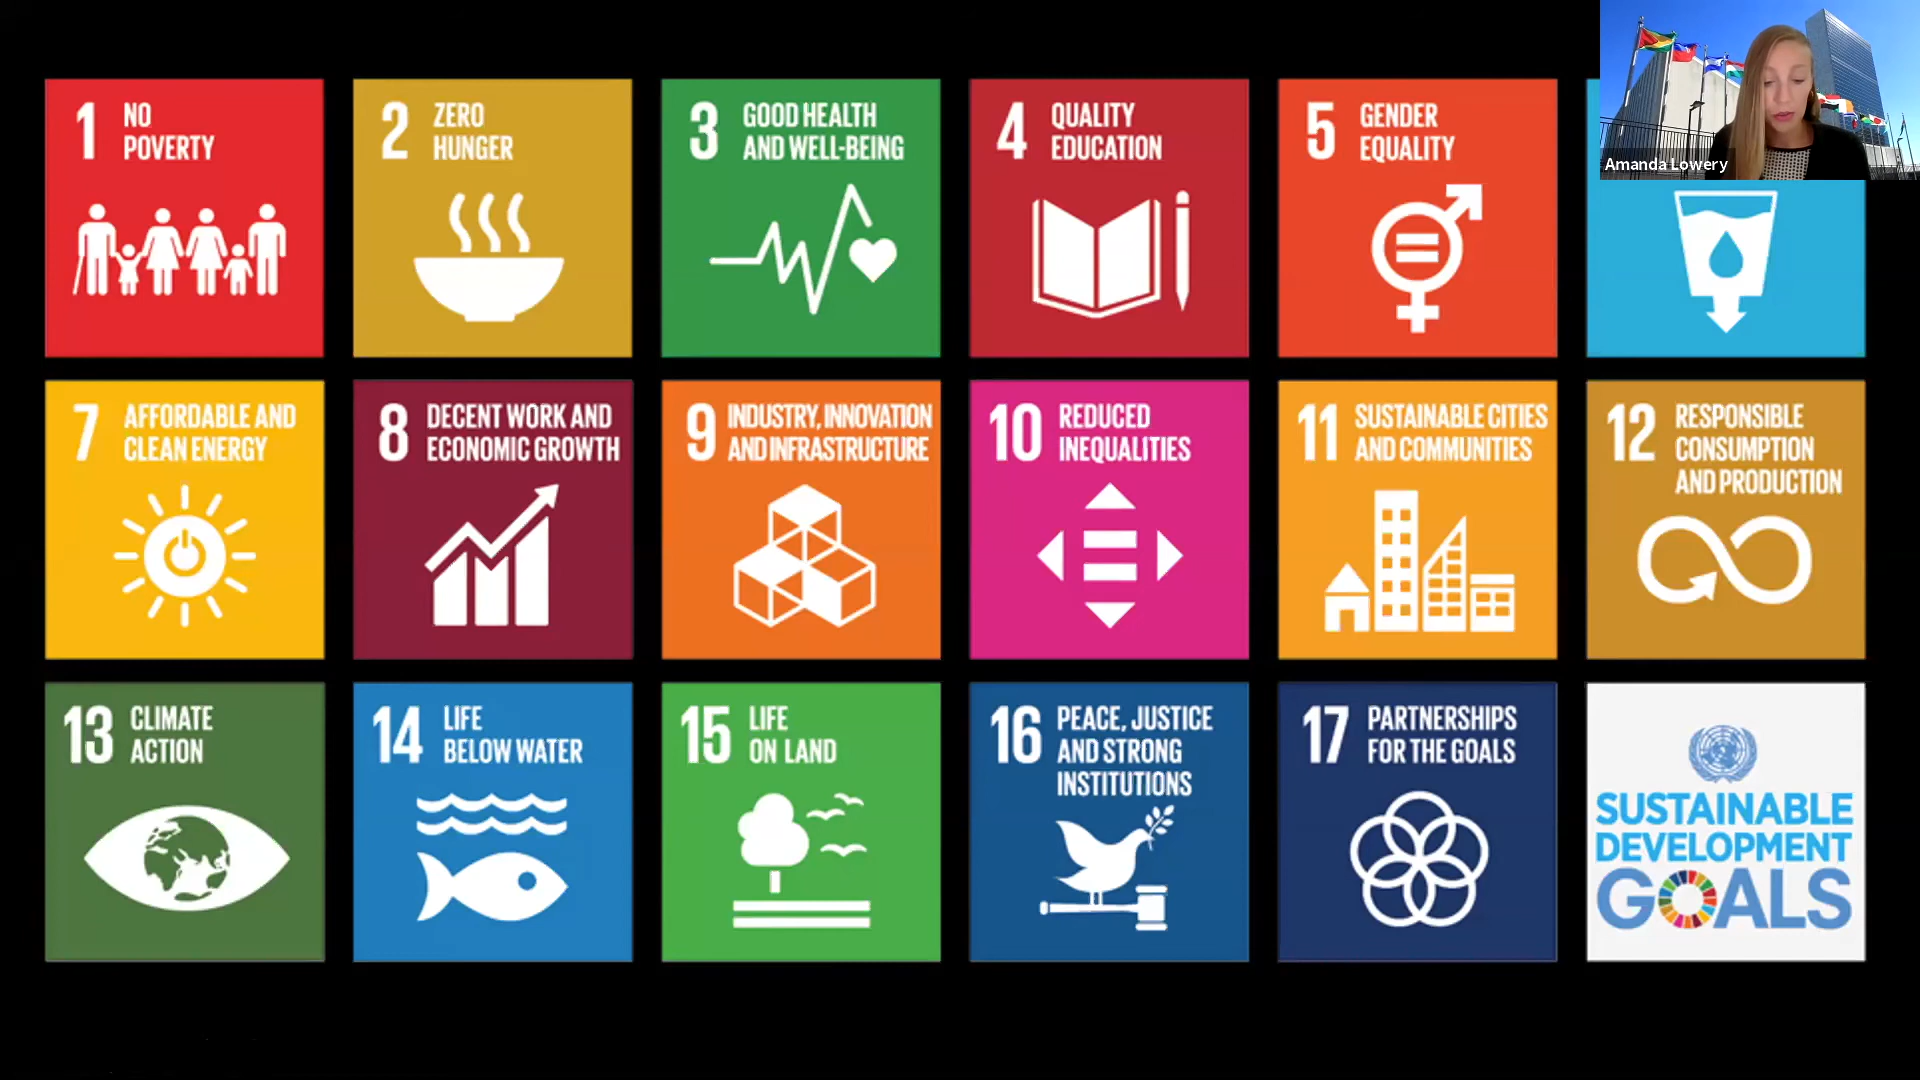 1 NO
POVERTY
2 ZERO
HUNGER
3 GOOD HEALTH
AND WELL-BEING
4 QUALITY
EDUCATION
5 GENDER
EQUALITY
Amanda Lowery
7 AFFORDABLE AND
CLEAN ENERGY
8 DECENT WORK AND
ECONOMIC GROWTH
9 INDUSTRY, INNOVATION
AND INFRASTRUCTURE
10 REDUCED
INEQUALITIES
11 SUSTAINABLE CITIES
AND COMMUNITIES
12 RESPONSIBLE
CONSUMPTION
AND PRODUCTION
13 CLIMATE
ACTION
14 LIFE
BELOW WATER
15 LIFE
ON LAND
16 PEACE, JUSTICE
AND STRONG
INSTITUTIONS
17 PARTNERSHIPS
FOR THE GOALS
SUSTAINABLE
DEVELOPMENT
GOALS